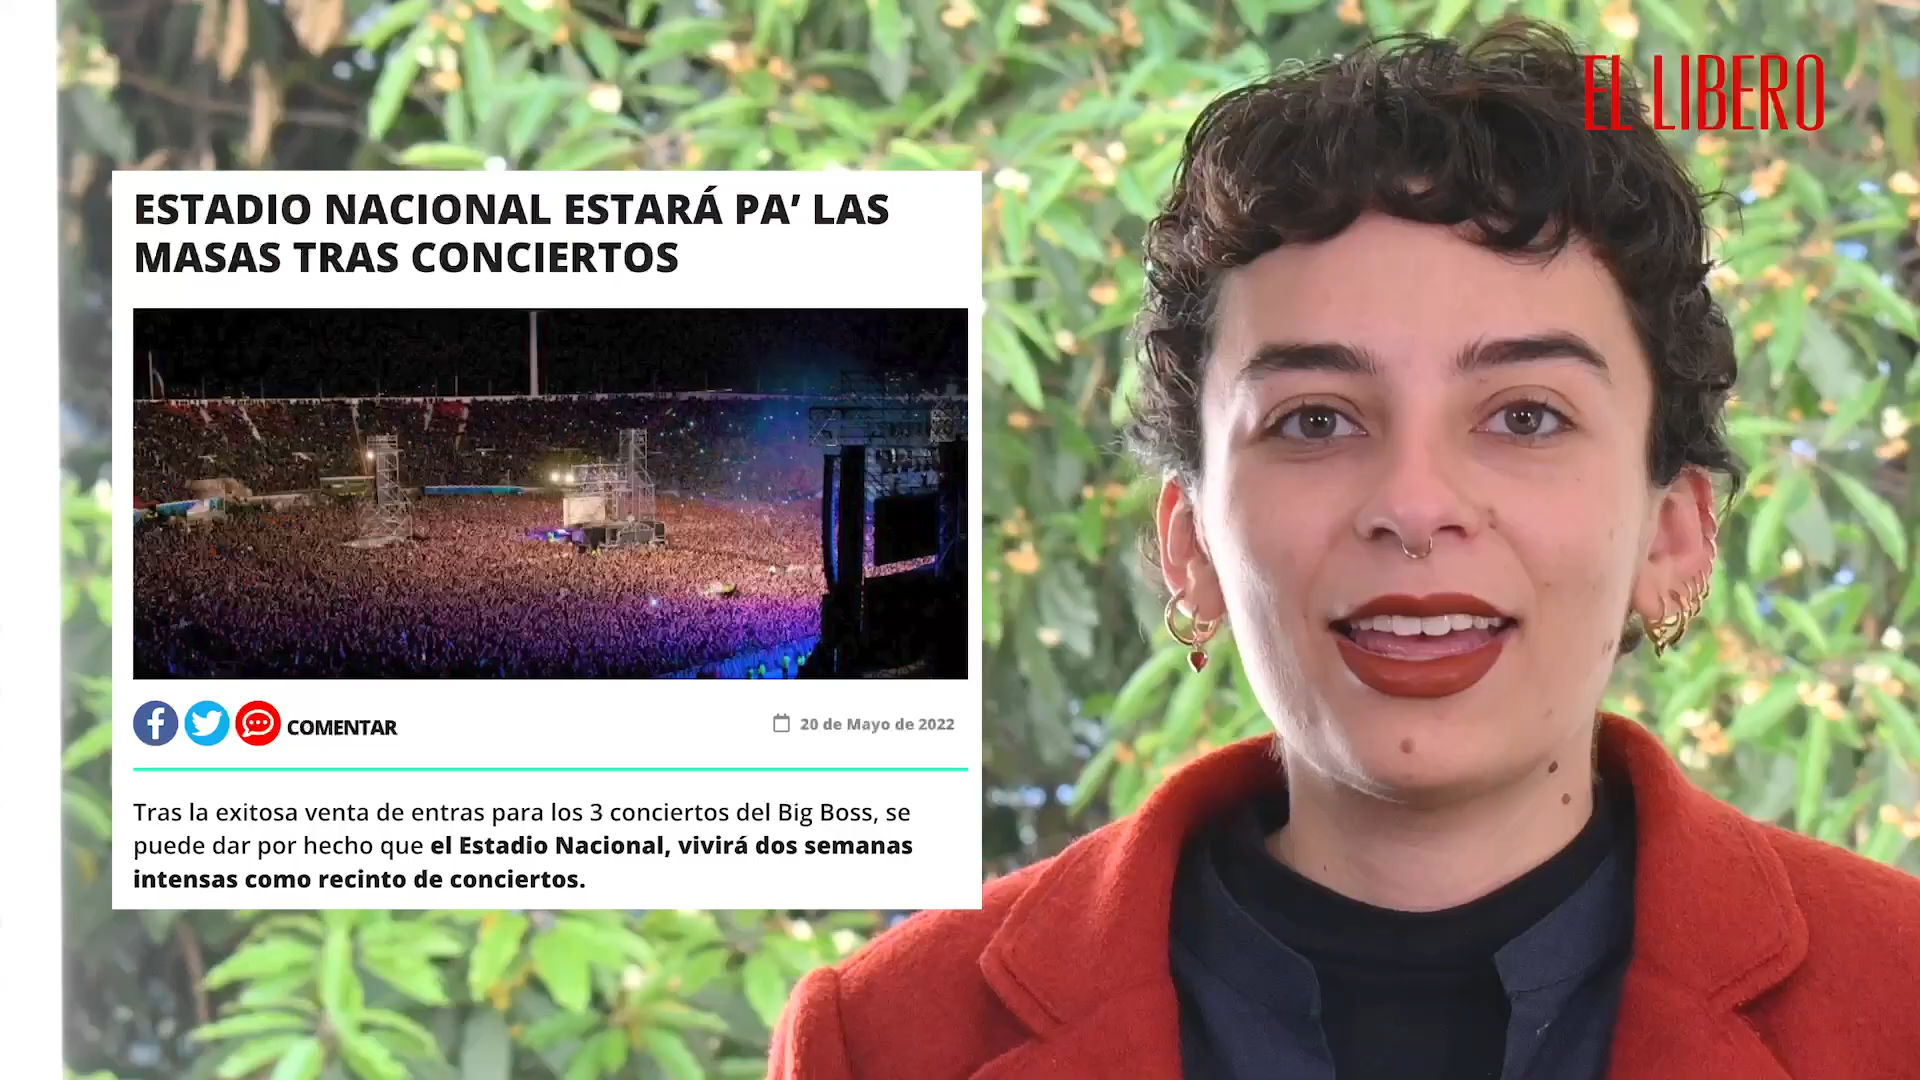 EL LIBERO
ESTADIO NACIONAL ESTARÁ PA’ LAS
MASAS TRAS CONCIERTOS
COMENTAR
20 de Mayo de 2022
Tras la exitosa venta de entras para los 3 conciertos del Big Boss, se
puede dar por hecho que el Estadio Nacional, vivirá dos semanas
intensas como recinto de conciertos.